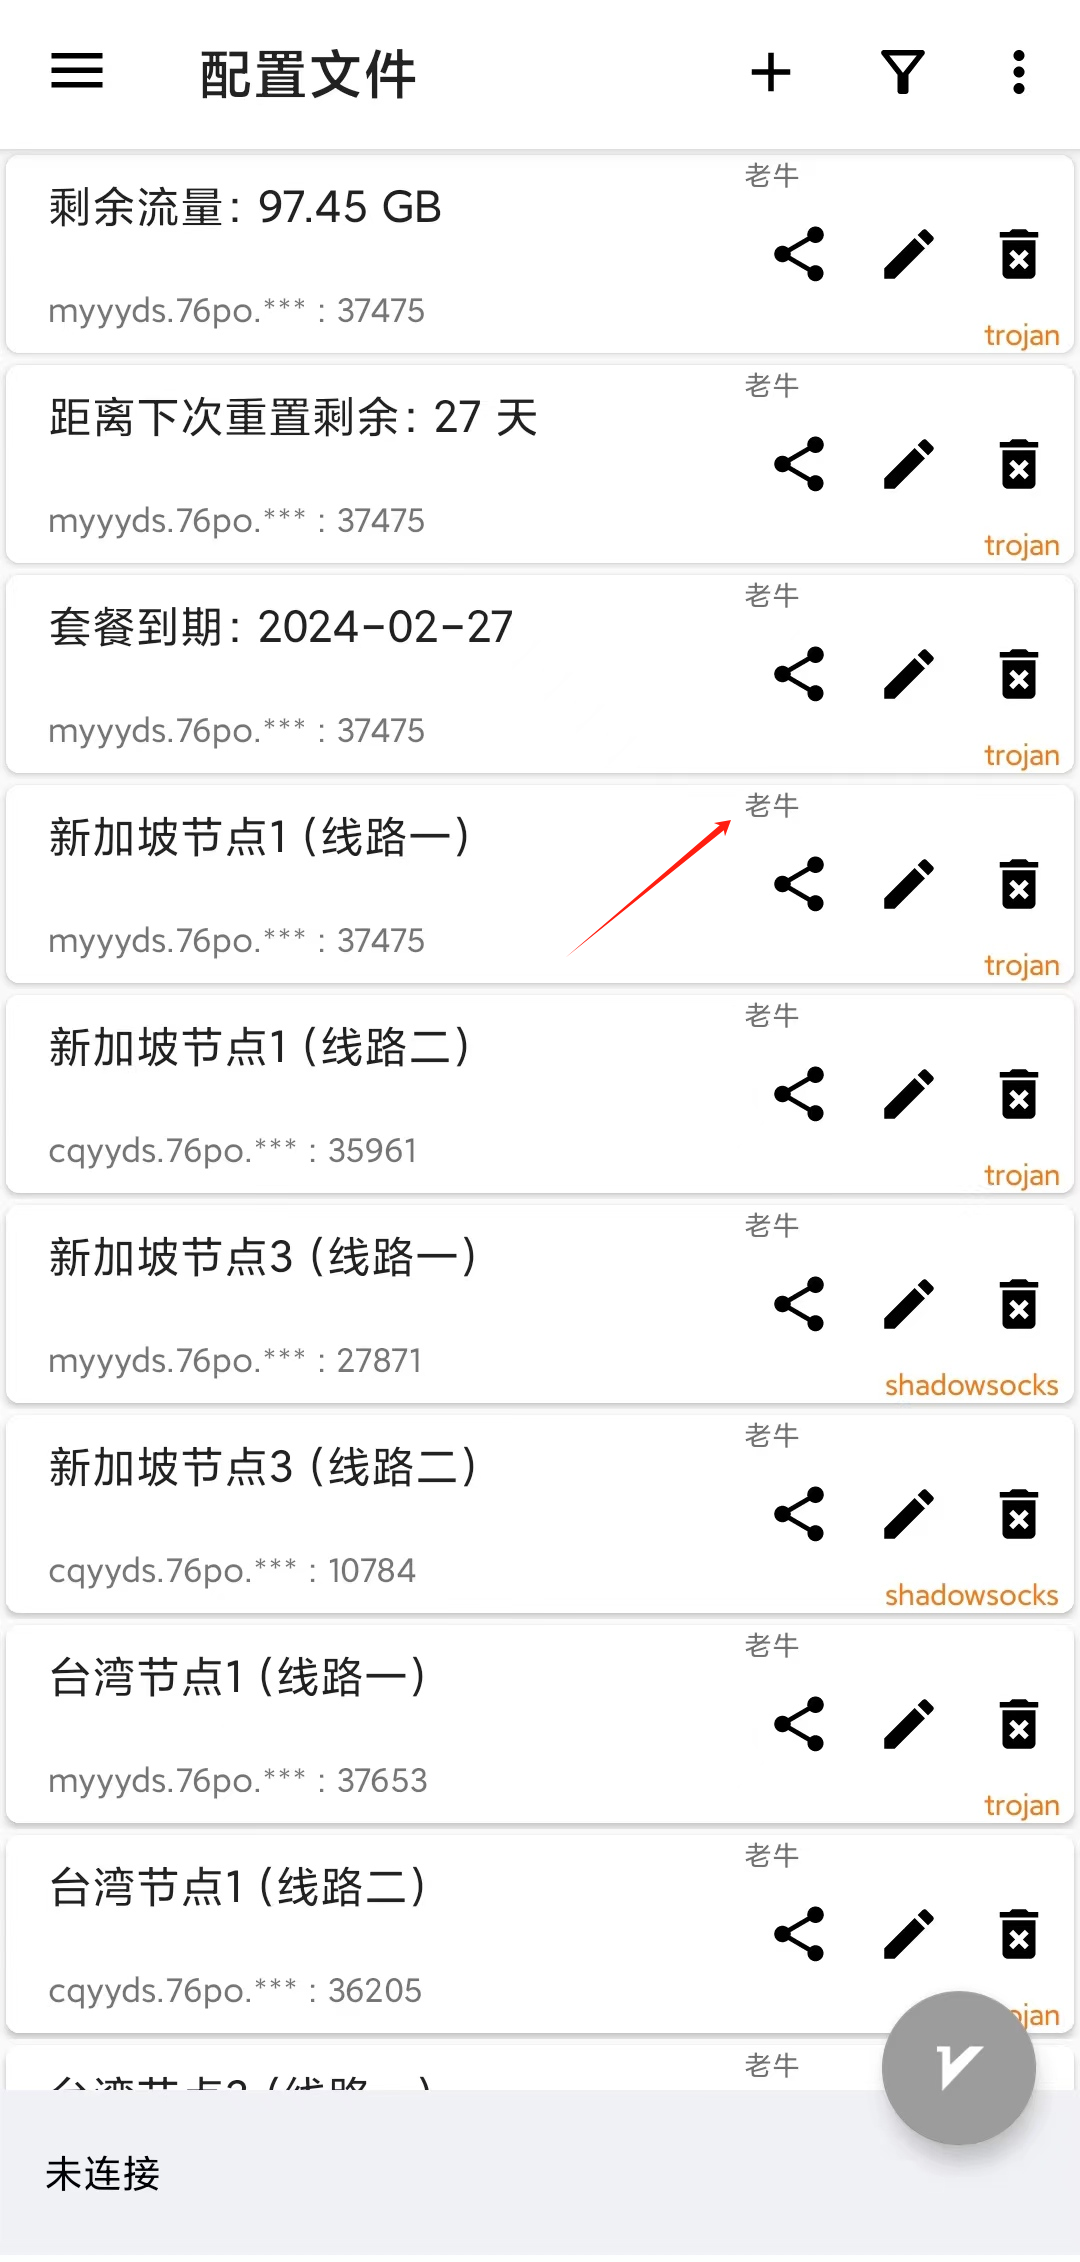 配置文件
老牛
剩余流量: 97.45 GB
myyyds.76po.*** : 37475
trojan
老牛
距离下次重置剩余: 27 天
myyyds.76po.*** : 37475
trojan
老牛
套餐到期: 2024-02-27
myyyds.76po.*** : 37475
trojan
老牛
新加坡节点1 (线路一)
myyyds.76po.*** : 37475
trojan
老牛
新加坡节点1 (线路二)
cqyyds.76po.*** : 35961
trojan
老牛
新加坡节点3 (线路一)
myyyds.76po.*** : 27871
shadowsocks
老牛
新加坡节点3 (线路二)
cqyyds.76po.*** : 10784
shadowsocks
老牛
台湾节点1 (线路一)
myyyds.76po.*** : 37653
trojan
老牛
台湾节点1 (线路二)
cqyyds.76po.*** : 36205
ojan
老牛
未连接